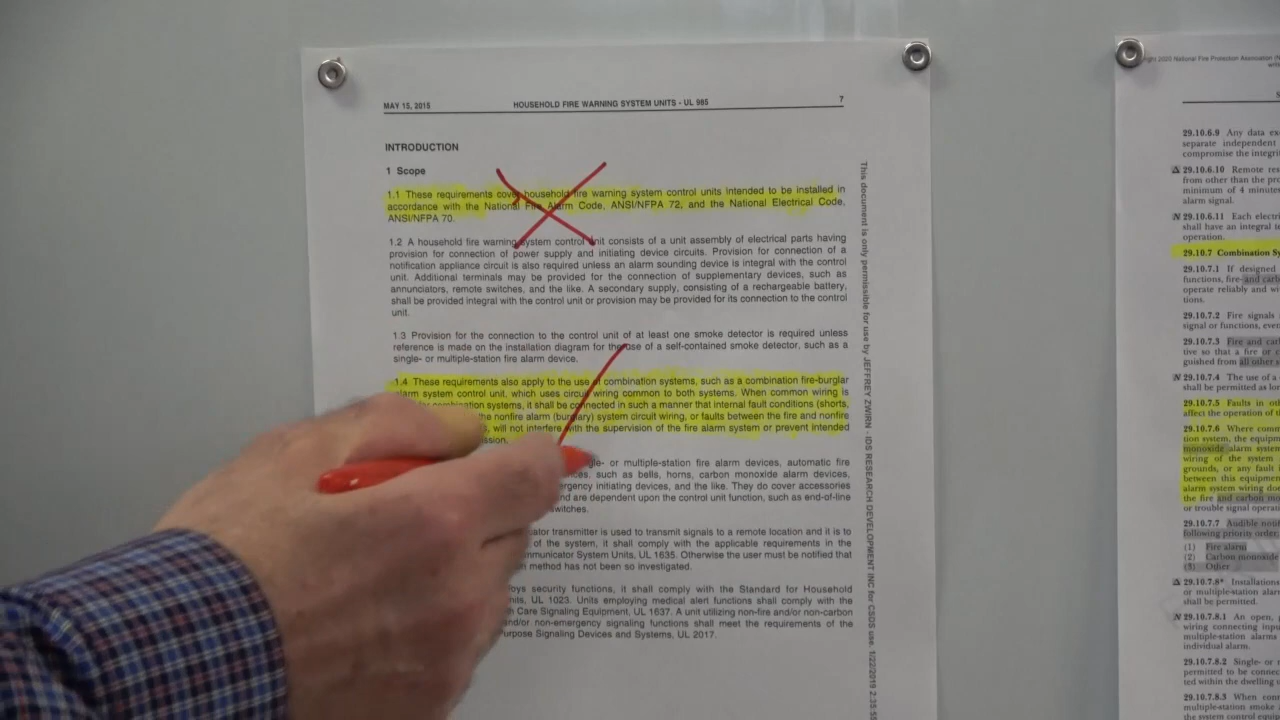 MAY 15, 2015
HOUSEHOLD FIRE WARNING SYSTEM UNITS - UL 985
7
INTRODUCTION
1 Scope
1.1 These requirements cover household fire warning system control units intended to be installed in
accordance with the National Fire Alarm Code, ANSI/NFPA 72, and the National Electrical Code,
ANSI/NFPA 70.
1.2 A household fire warning system control unit consists of a unit assembly of electrical parts having
provision for connection of power supply and initiating device circuits. Provision for connection of a
notification appliance circuit is also required unless an alarm sounding device is integral with the control
unit. Additional terminals may be provided for the connection of supplementary devices, such as
annunciators, remote switches, and the like. A secondary supply, consisting of a rechargeable battery,
shall be provided integral with the control unit or provision may be provided for its connection to the control
unit.
1.3 Provision for the connection to the control unit of at least one smoke detector is required unless
reference is made on the installation diagram for the use of a self-contained smoke detector, such as a
single- or multiple-station fire alarm device.
1.4 These requirements also apply to the use of combination systems, such as a combination fire-burglar
alarm system control unit, which uses circuit wiring common to both systems. When common wiring is
combination systems, it shall be connected in such a manner that internal fault conditions (shorts,
the nonfire alarm (burglary) system circuit wiring, or faults between the fire and nonfire
will not interfere with the supervision of the fire alarm system or prevent intended
or multiple-station fire alarm devices, automatic fire
such as bells, horns, carbon monoxide alarm devices,
initiating devices, and the like. They do cover accessories
and are dependent upon the control unit function, such as end-of-line
switches.
transmitter is used to transmit signals to a remote location and it is to
of the system, it shall comply with the applicable requirements in the
System Units, UL 1635. Otherwise the user must be notified that
method has not been so investigated.
security functions, it shall comply with the Standard for Household
UL 1023. Units employing medical alert functions shall comply with the
Care Signaling Equipment, UL 1637. A unit utilizing non-fire and/or non-carbon
and/or non-emergency signaling functions shall meet the requirements of the
Signaling Devices and Systems, UL 2017.
This document is only permissible for use by JEFFREY ZWIRN - IDS RESEARCH DEVELOPMENT INC for CSDS use. 1/22/2019 2:35:5
2000 National Fire Protection Association
29.10.6.9 Any data
separate independent
compromise the
29.10.6.10 Remote
from other than the
minimum of 4
alarm signal.
N 29.10.6.11 Each
shall have an integral
operation.
29.10.7 Combination
29.10.7.1 If designed
functions, fire- and
operate reliably and
29.10.7.2 Fire signals
signal or functions,
29.10.7.3 Fire and
tive so that a fire or
guished from all other
N 29.10.7.4 The use of a
shall be permitted as
29.10.7.5 Faults in
affect the operation of
29.10.7.6 Where
tion system, the
monoxide alarm
wiring of the system
grounds, or any fault
between this
alarm system wiring
the fire and carbon
or trouble signal
29.10.7.7 Audible
following priority order
(1) Fire alarm
(2) Carbon monoxide
(3) Other
29.10.7.8* Installations
or multiple-station
shall be permitted.
N 29.10.7.8.1 An open,
wiring connecting
multiple-station alarms
individual alarm.
29.10.7.8.2 Single- or
permitted to be
ted within the dwelling
29.10.7.8.3 When
multiple-station smoke
the system control